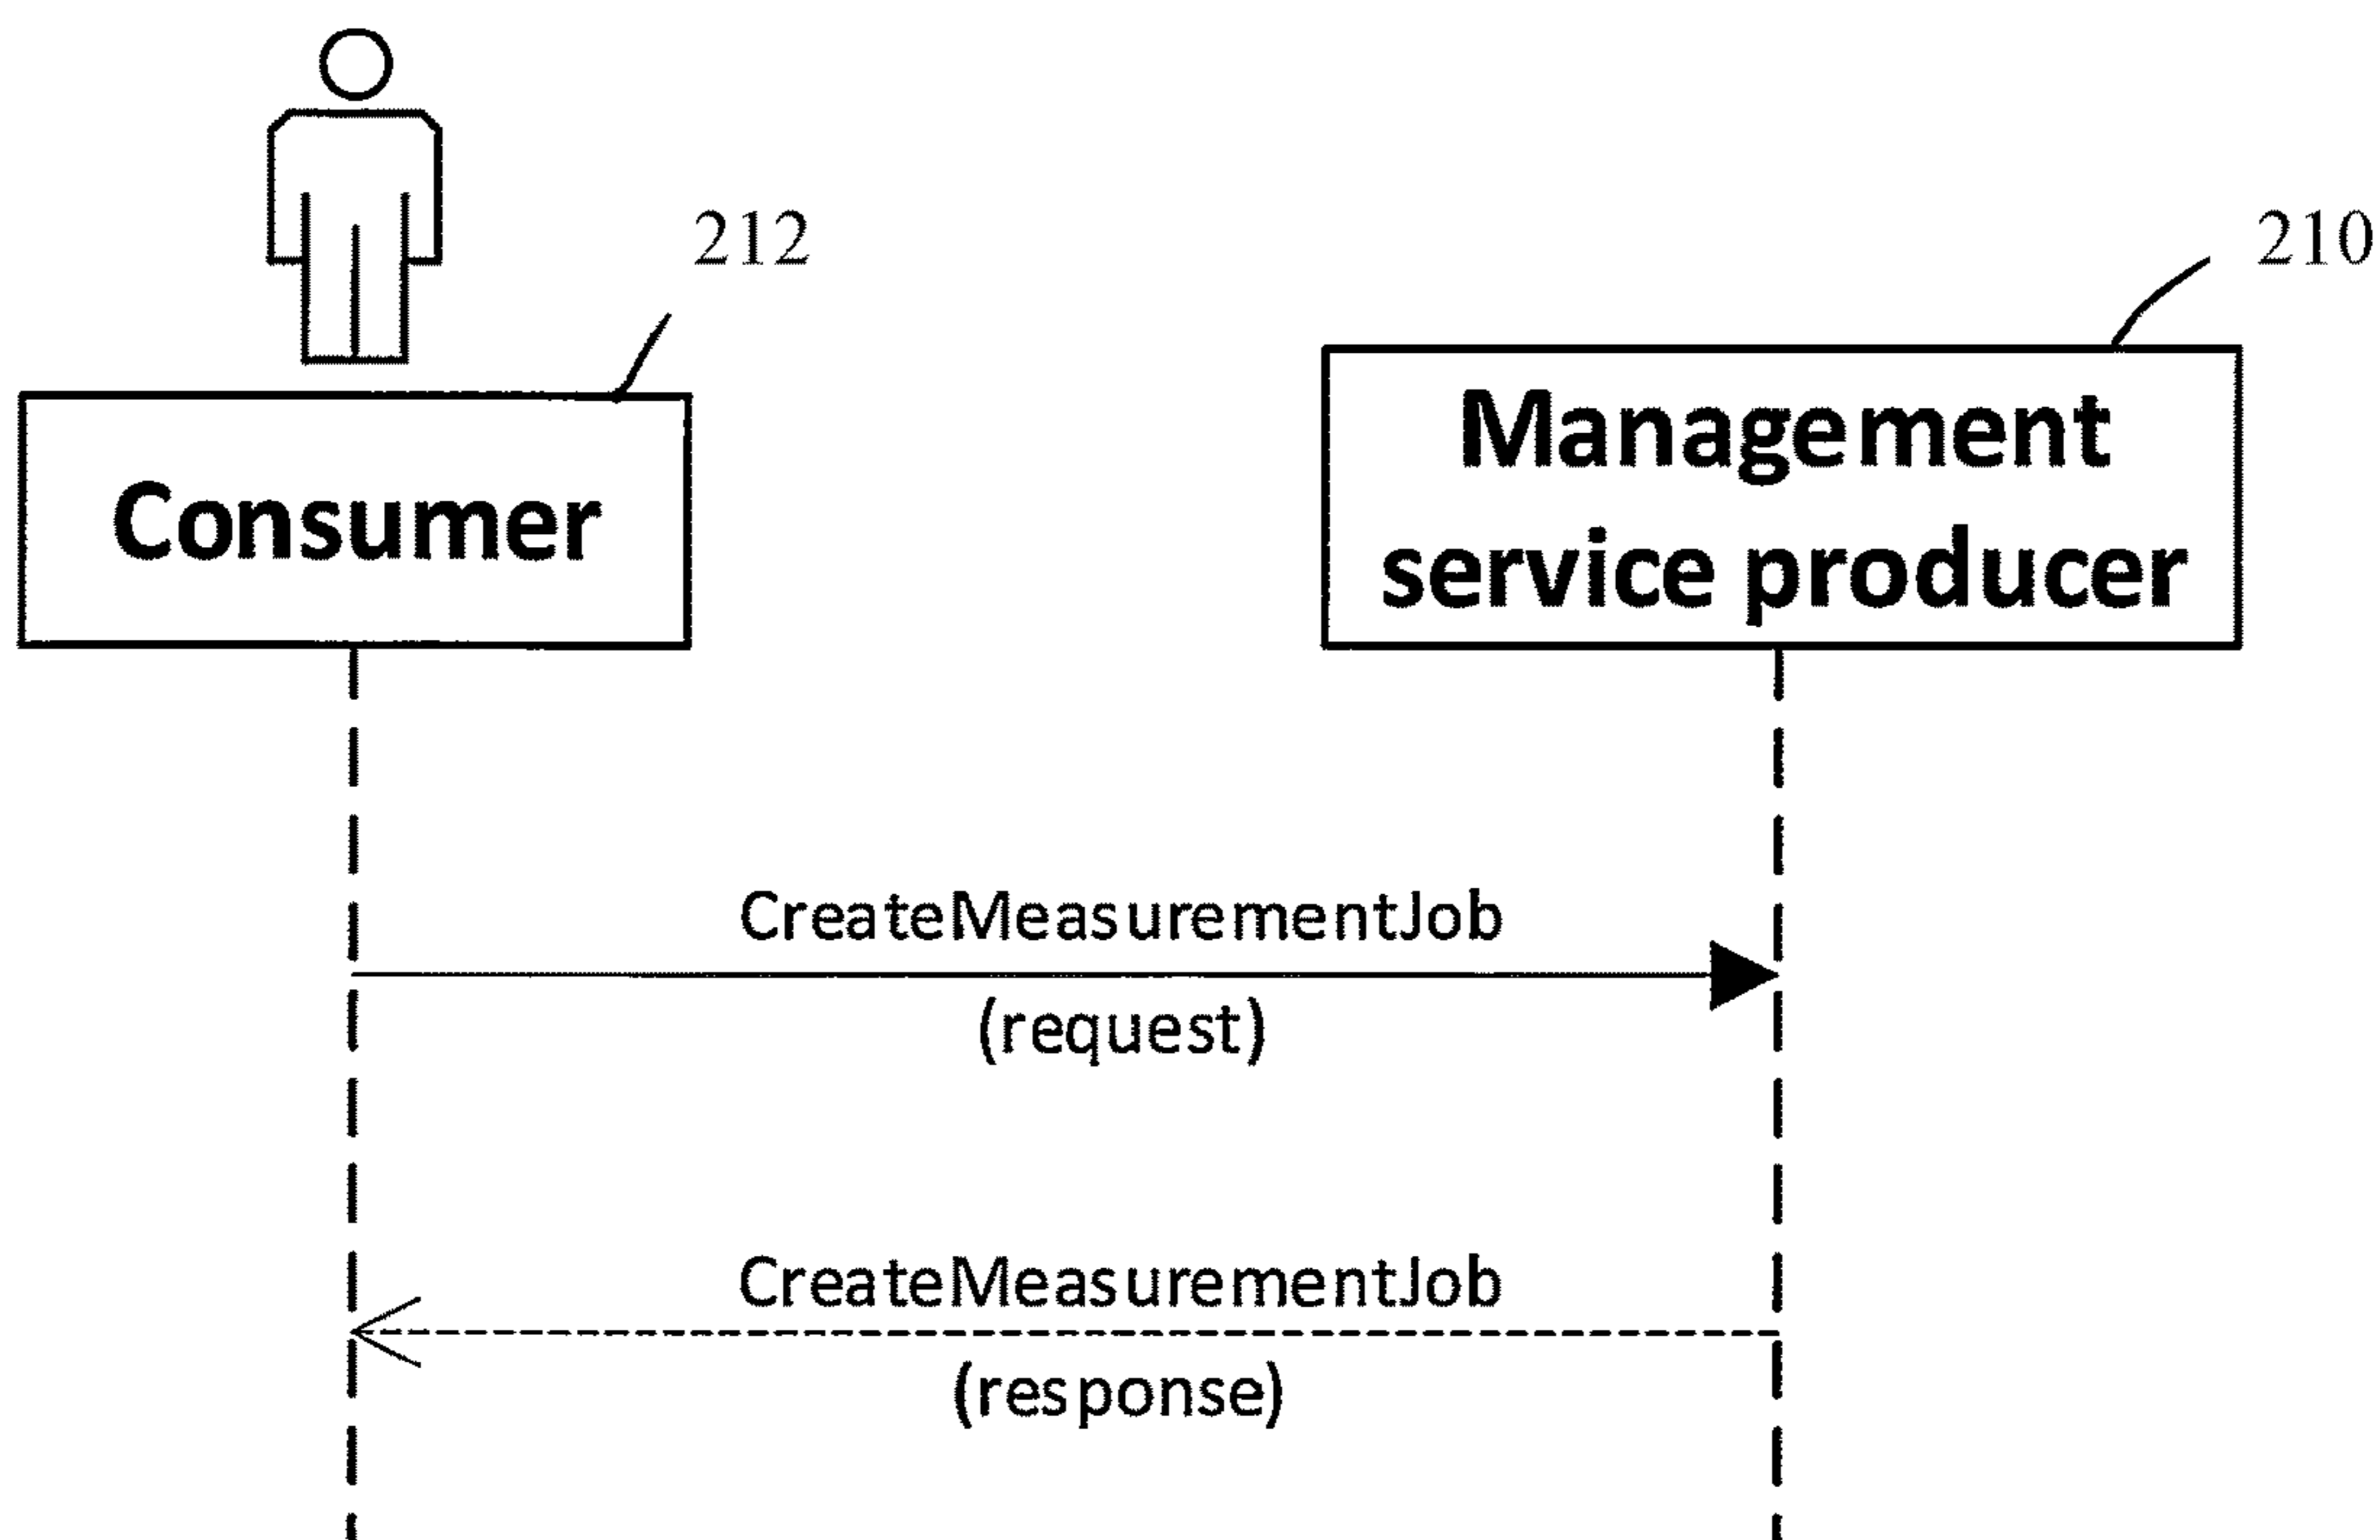 212
210
Consumer
Management
service producer
CreateMeasurementJob
(request)
CreateMeasurementJob
(response)